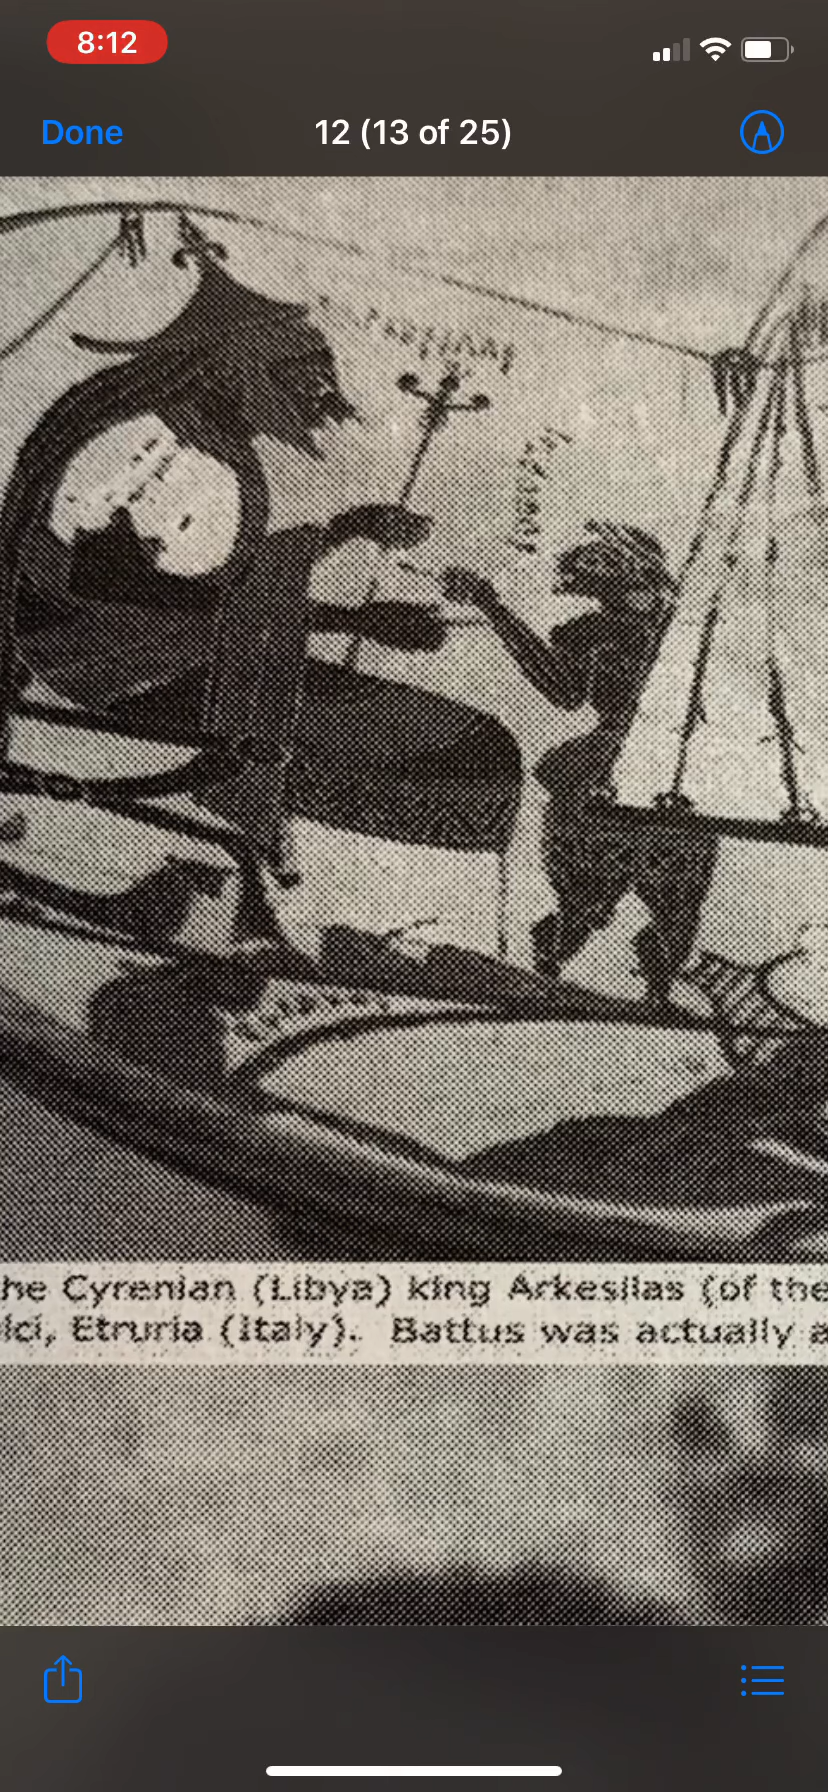 8:12
Done
12 (13 of 25)
he Cyrenian (Libya) king Arkesilas (of the
lci, Etruria (Italy). Battus was actually a